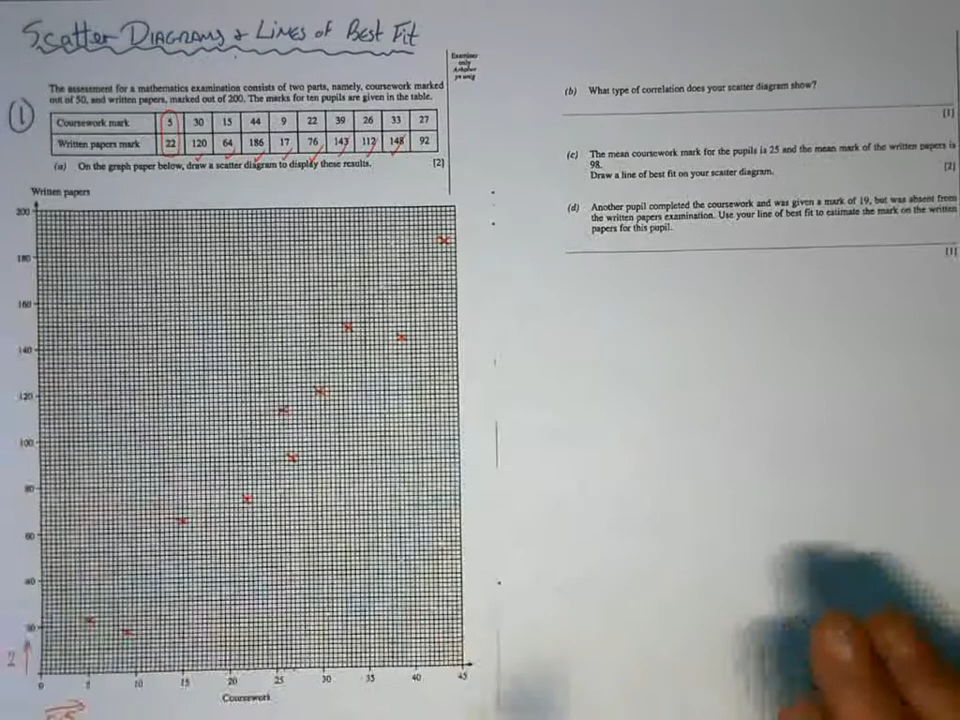 Scatter Diagrams & Lines of Best Fit
Examiner
only
1
The assessment for a mathematics examination consists of two parts, namely, coursework marked
out of 50, and written papers, marked out of 200. The marks for ten pupils are given in the table.
Coursework mark 5 30 15 44 9 22 39 26 33 27
Written papers mark 22 120 64 186 17 76 143 112 148 92
(a) On the graph paper below, draw a scatter diagram to display these results. [2]
Written papers
200
180
160
140
120
100
80
60
40
20
2
0 5 10 15 20 25 30 35 40 45
Coursework
(b) What type of correlation does your scatter diagram show?
[1]
(c) The mean coursework mark for the pupils is 25 and the mean mark of the written papers is
98.
Draw a line of best fit on your scatter diagram. [2]
(d) Another pupil completed the coursework and was given a mark of 19, but was absent from
the written papers examination. Use your line of best fit to estimate the mark on the written
papers for this pupil.
[1]